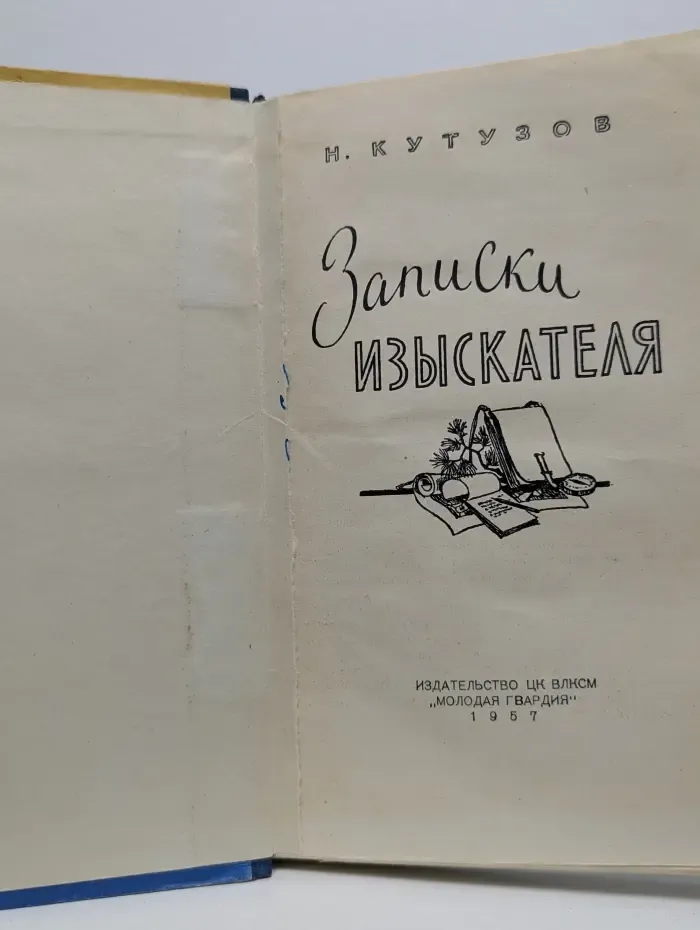 Н. КУТУЗОВ
Записки
ИЗЫСКАТЕЛЯ
ИЗДАТЕЛЬСТВО ЦК ВЛКСМ
„МОЛОДАЯ ГВАРДИЯ"
1957